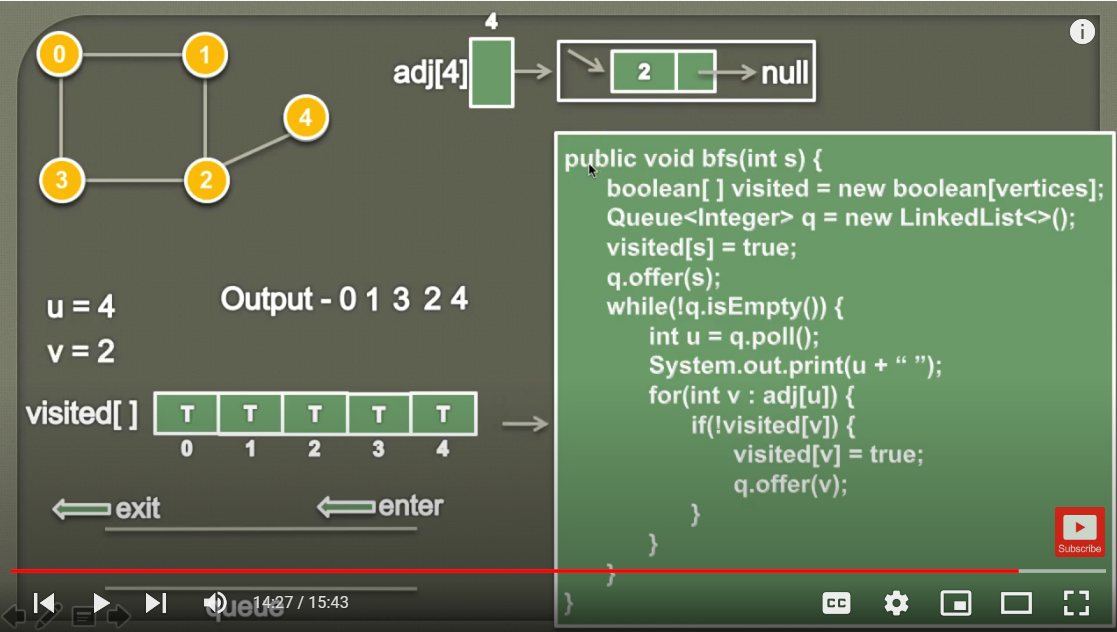 4
0 1
adj[4] 2 null
4
3 2
public void bfs(int s) {
boolean[ ] visited = new boolean[vertices];
Queue<Integer> q = new LinkedList<>();
visited[s] = true;
q.offer(s);
while(!q.isEmpty()) {
int u = q.poll();
System.out.print(u + “ ”);
for(int v : adj[u]) {
if(!visited[v]) {
visited[v] = true;
q.offer(v);
}
}
}
}
u = 4
Output - 0 1 3 2 4
v = 2
visited[ ] T T T T T
0 1 2 3 4
exit enter
queue
Subscribe
14:27 / 15:43
CC
i